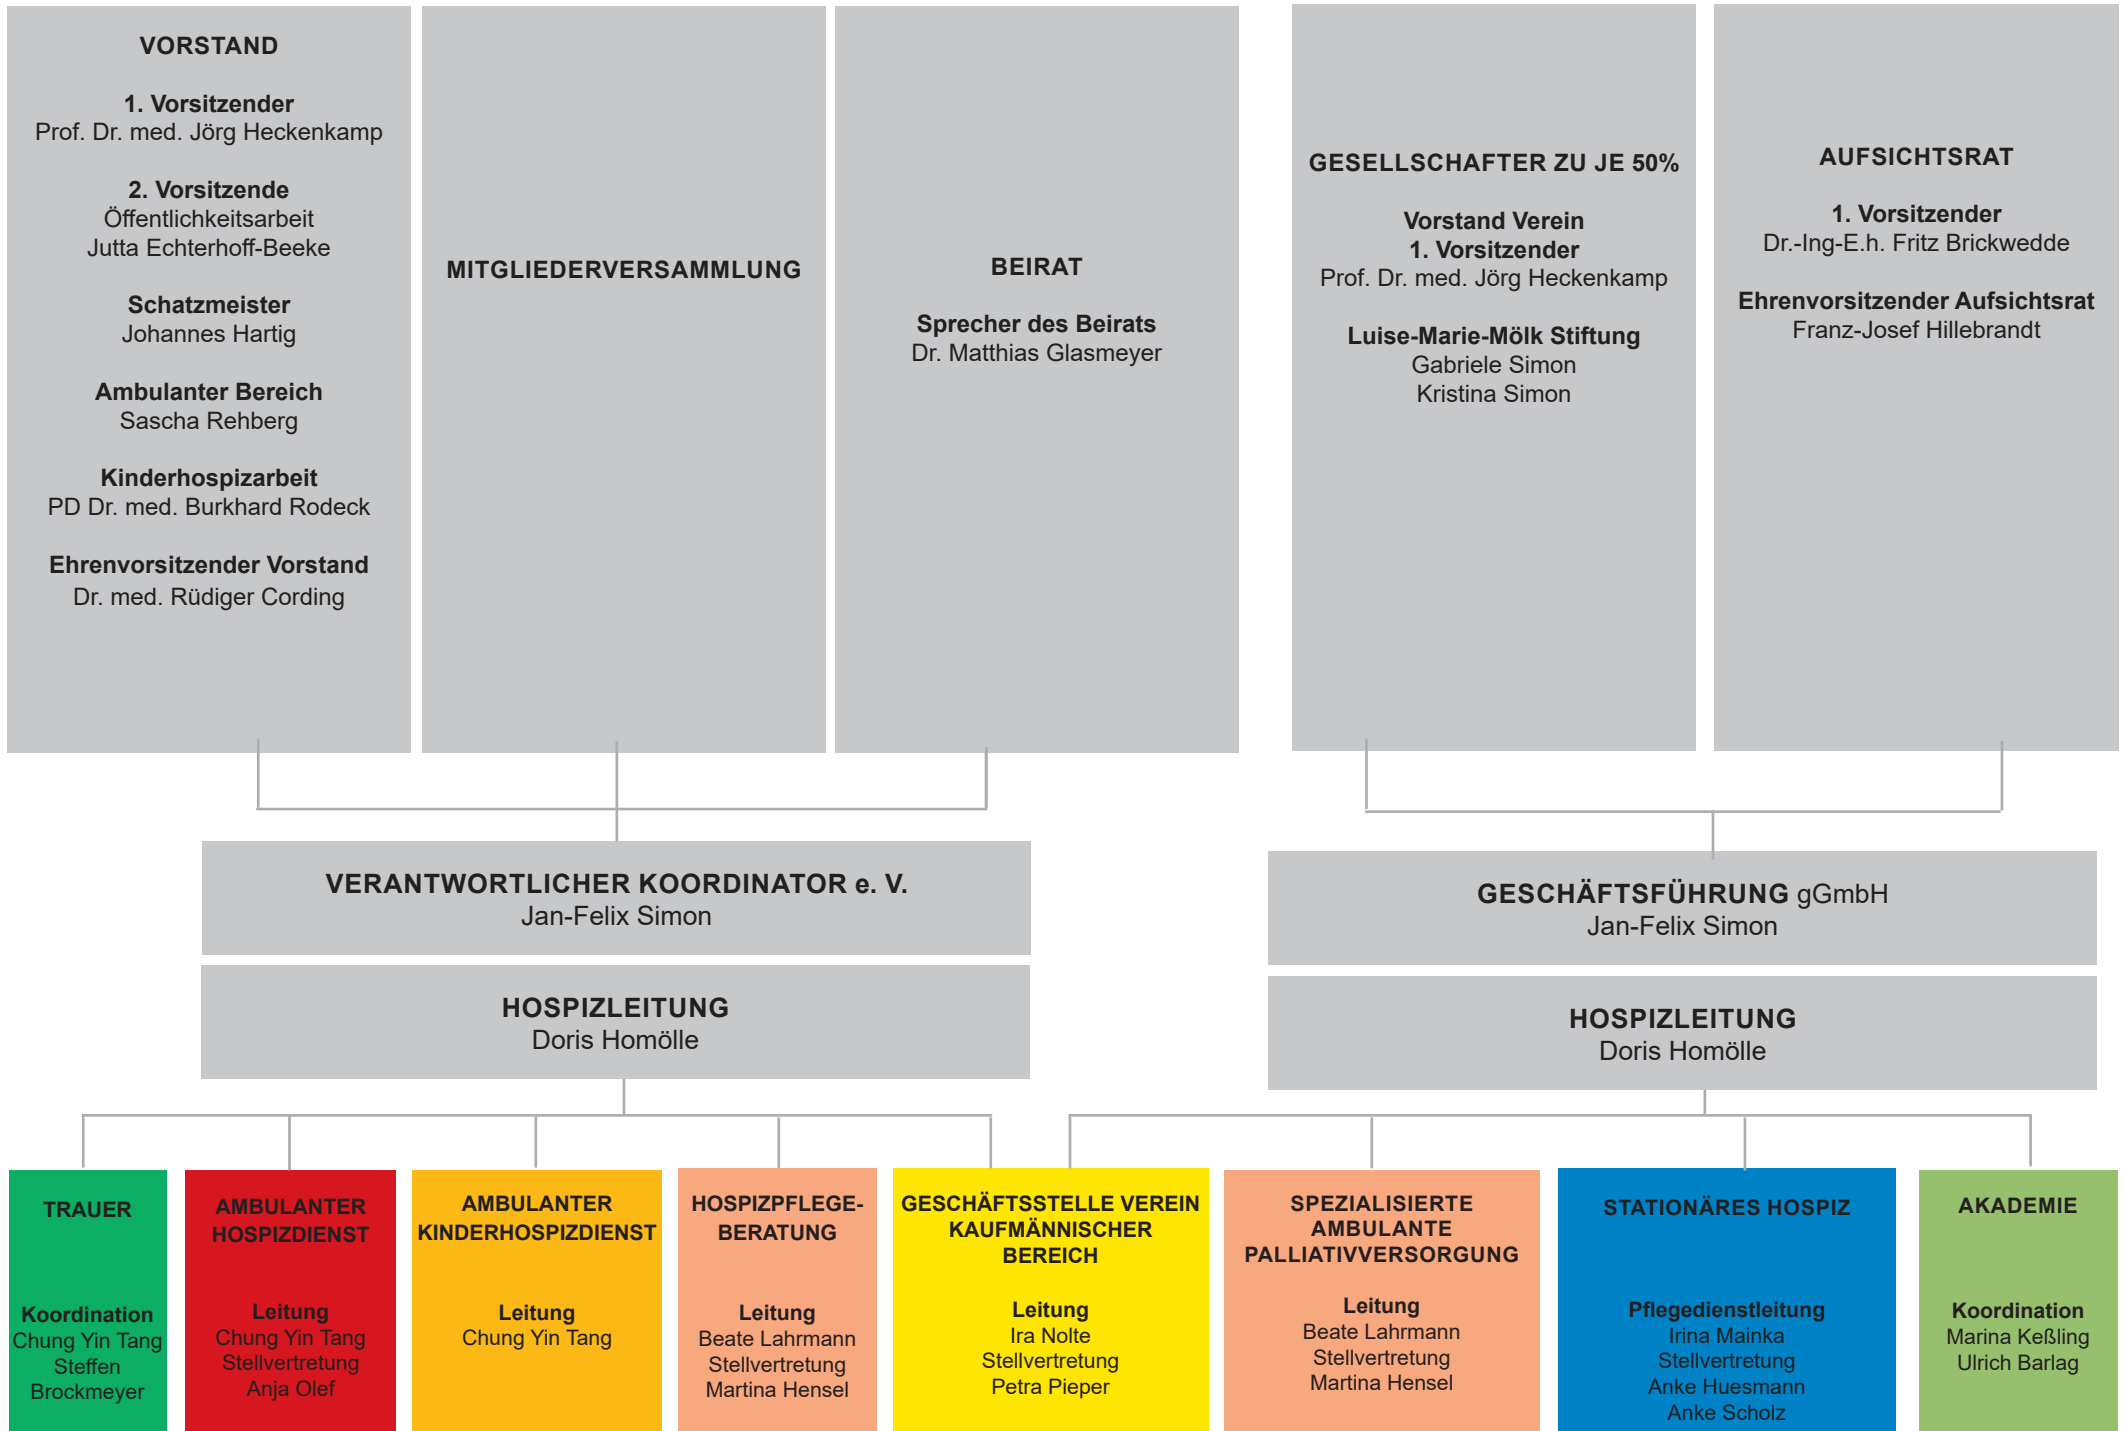 VORSTAND
1. Vorsitzender
Prof. Dr. med. Jörg Heckenkamp
2. Vorsitzende
Öffentlichkeitsarbeit
Jutta Echterhoff-Beeke
Schatzmeister
Johannes Hartig
Ambulanter Bereich
Sascha Rehberg
Kinderhospizarbeit
PD Dr. med. Burkhard Rodeck
Ehrenvorsitzender Vorstand
Dr. med. Rüdiger Cording
MITGLIEDERVERSAMMLUNG
BEIRAT
Sprecher des Beirats
Dr. Matthias Glasmeyer
GESELLSCHAFTER ZU JE 50%
Vorstand Verein
1. Vorsitzender
Prof. Dr. med. Jörg Heckenkamp
Luise-Marie-Mölk Stiftung
Gabriele Simon
Kristina Simon
AUFSICHTSRAT
1. Vorsitzender
Dr.-Ing-E.h. Fritz Brickwedde
Ehrenvorsitzender Aufsichtsrat
Franz-Josef Hillebrandt
VERANTWORTLICHER KOORDINATOR e. V.
Jan-Felix Simon
HOSPIZLEITUNG
Doris Homölle
GESCHÄFTSFÜHRUNG gGmbH
Jan-Felix Simon
HOSPIZLEITUNG
Doris Homölle
TRAUER
Koordination
Chung Yin Tang
Steffen
Brockmeyer
AMBULANTER
HOSPIZDIENST
Leitung
Chung Yin Tang
Stellvertretung
Anja Olef
AMBULANTER
KINDERHOSPIZDIENST
Leitung
Chung Yin Tang
HOSPIZPFLEGE-
BERATUNG
Leitung
Beate Lahrmann
Stellvertretung
Martina Hensel
GESCHÄFTSSTELLE VEREIN
KAUFMÄNNISCHER
BEREICH
Leitung
Ira Nolte
Stellvertretung
Petra Pieper
SPEZIALISIERTE
AMBULANTE
PALLIATIVVERSORGUNG
Leitung
Beate Lahrmann
Stellvertretung
Martina Hensel
STATIONÄRES HOSPIZ
Pflegedienstleitung
Irina Mainka
Stellvertretung
Anke Huesmann
Anke Scholz
AKADEMIE
Koordination
Marina Keßling
Ulrich Barlag